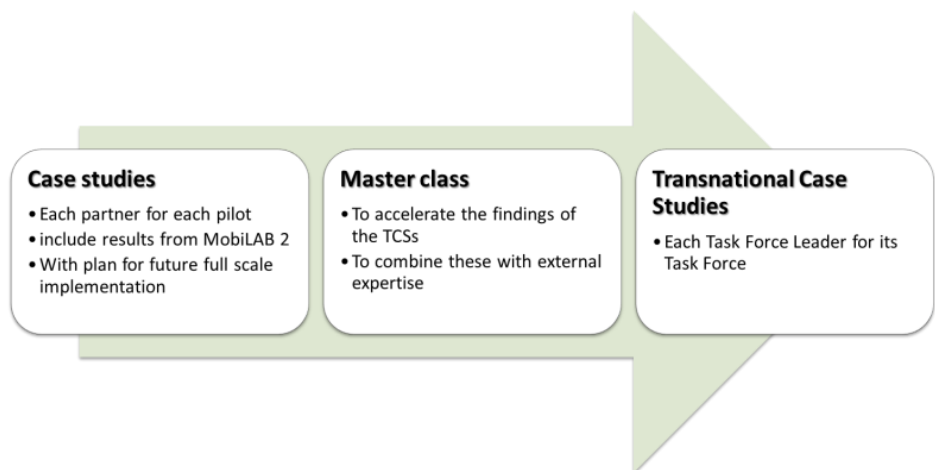 Case studies
• Each partner for each pilot
• include results from MobiLAB 2
• With plan for future full scale
implementation
Master class
• To accelerate the findings of
the TCSs
• To combine these with external
expertise
Transnational Case
Studies
• Each Task Force Leader for its
Task Force